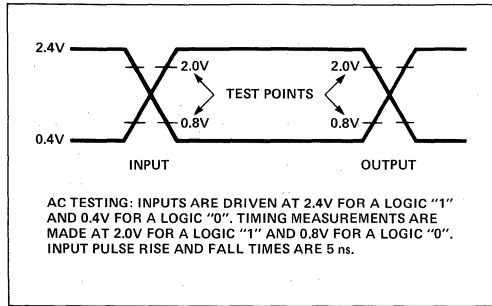 2.4V
2.0V
2.0V
TEST POINTS
0.8V
0.8V
0.4V
INPUT
OUTPUT
AC TESTING: INPUTS ARE DRIVEN AT 2.4V FOR A LOGIC "1"
AND 0.4V FOR A LOGIC "0". TIMING MEASUREMENTS ARE
MADE AT 2.0V FOR A LOGIC "1" AND 0.8V FOR A LOGIC "0".
INPUT PULSE RISE AND FALL TIMES ARE 5 ns.